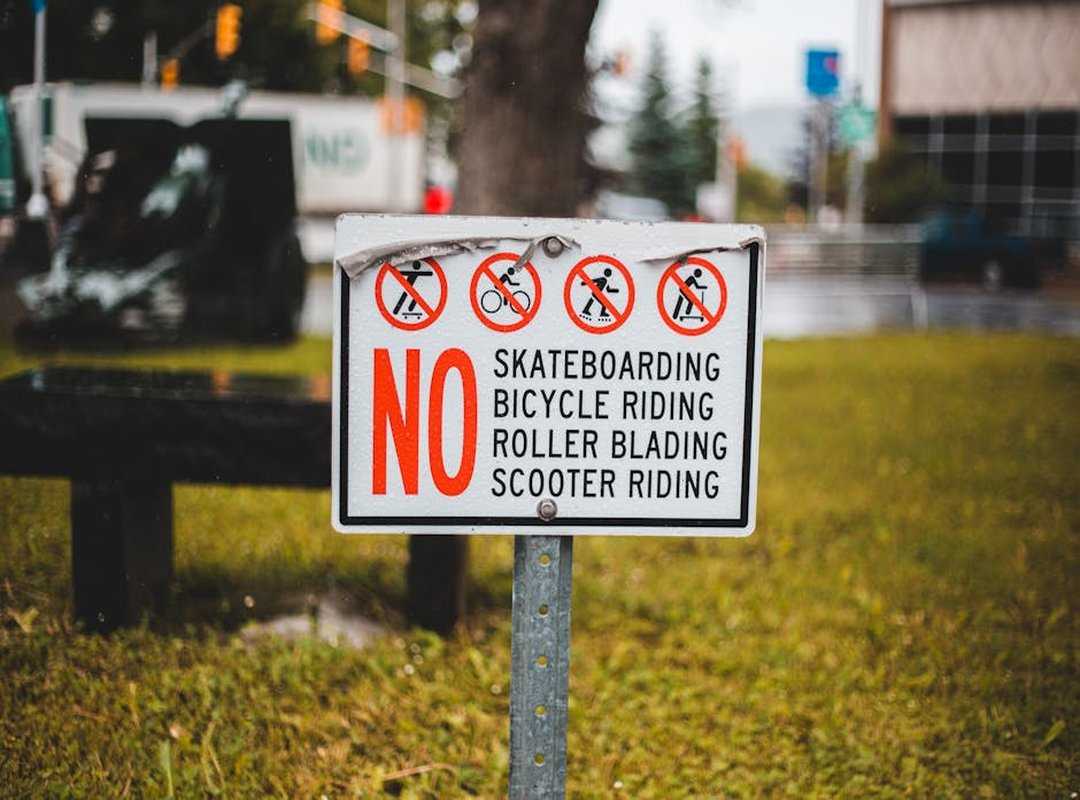 NO
SKATEBOARDING
BICYCLE RIDING
ROLLER BLADING
SCOOTER RIDING